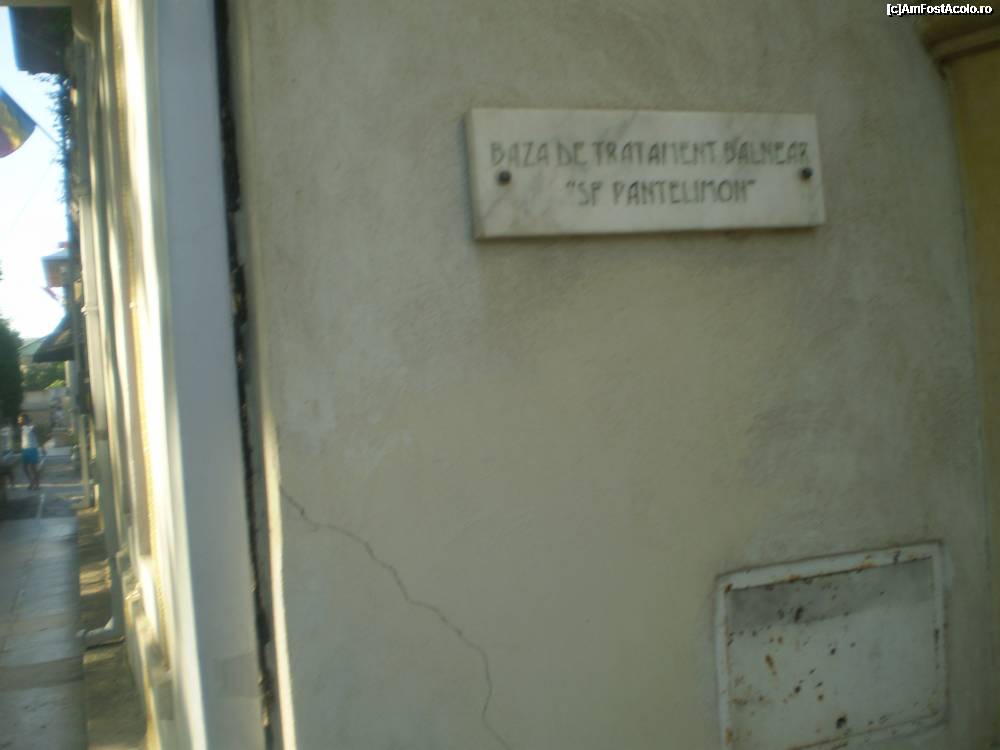 [c]AmFostAcolo.ro
BAZA DE TRATAMENT BALNEAR
"SF PANTELIMON"